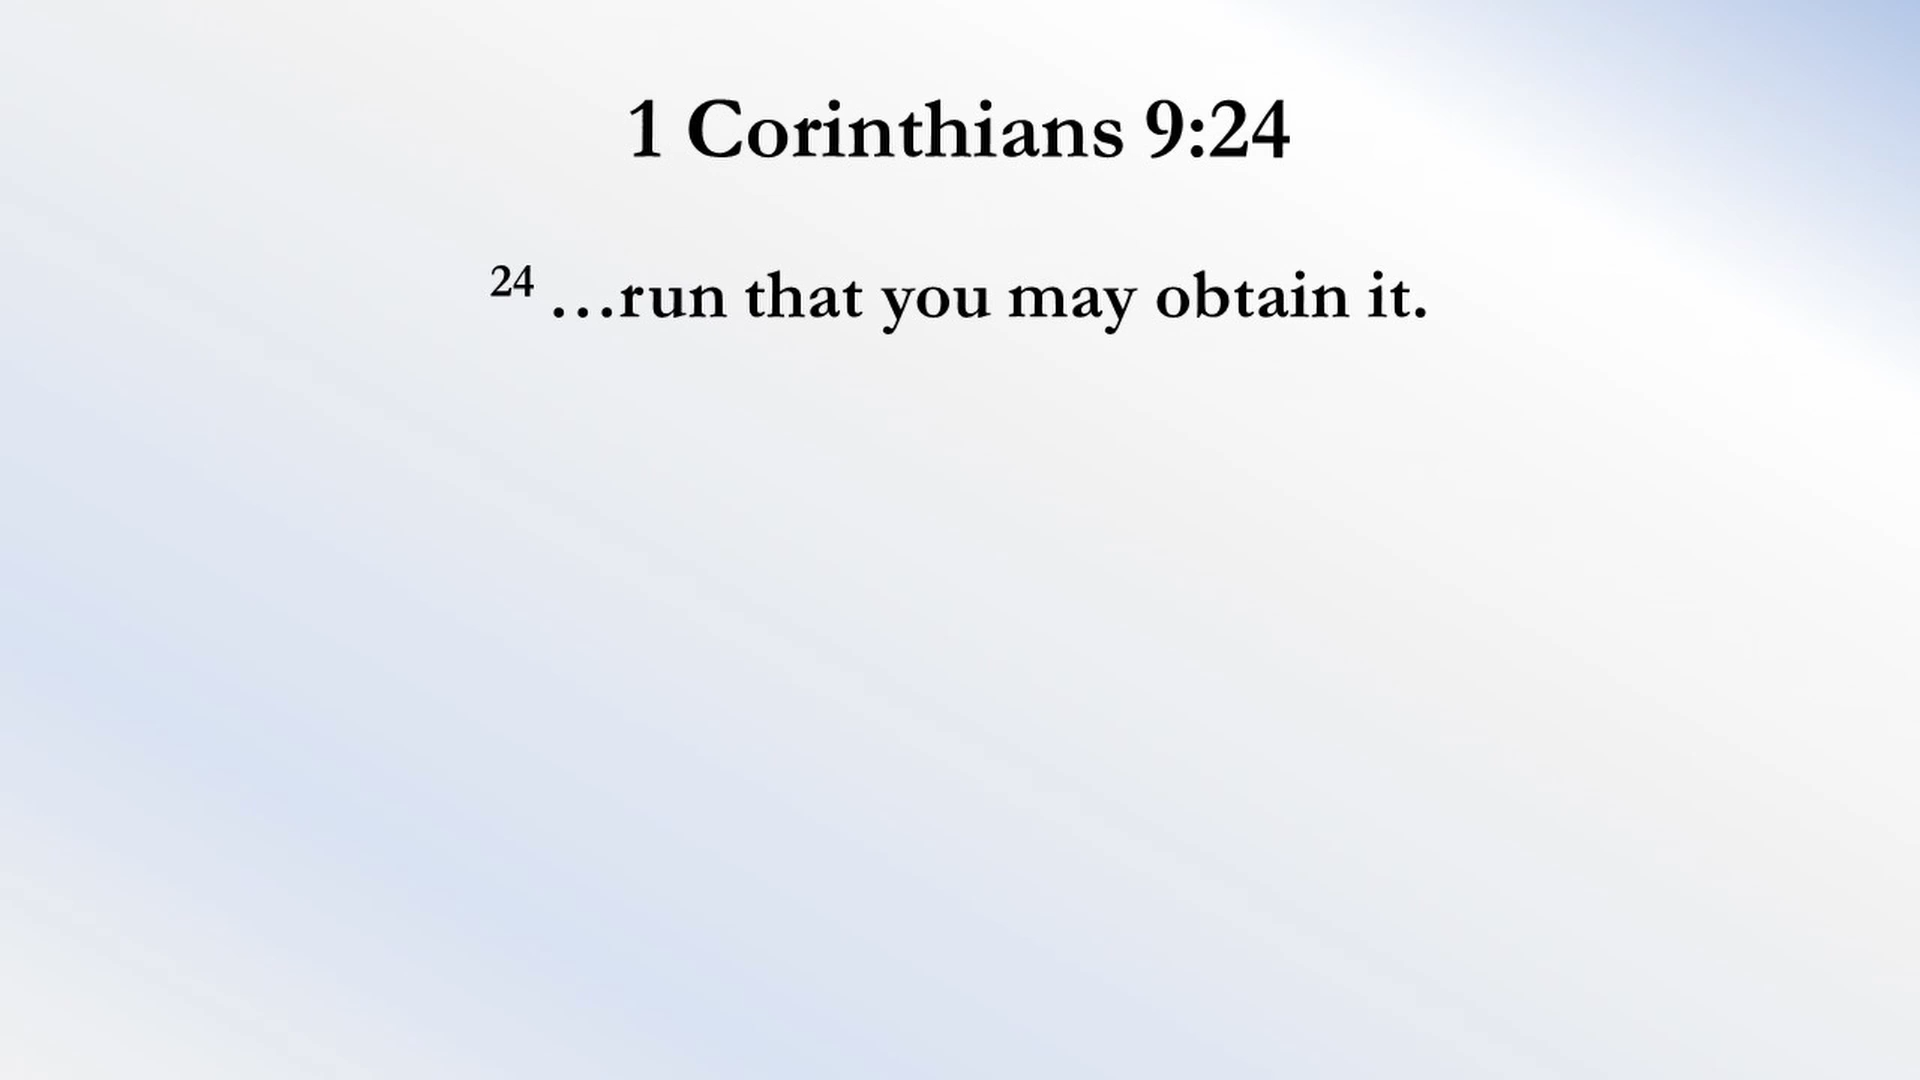 1 Corinthians 9:24
24 …run that you may obtain it.